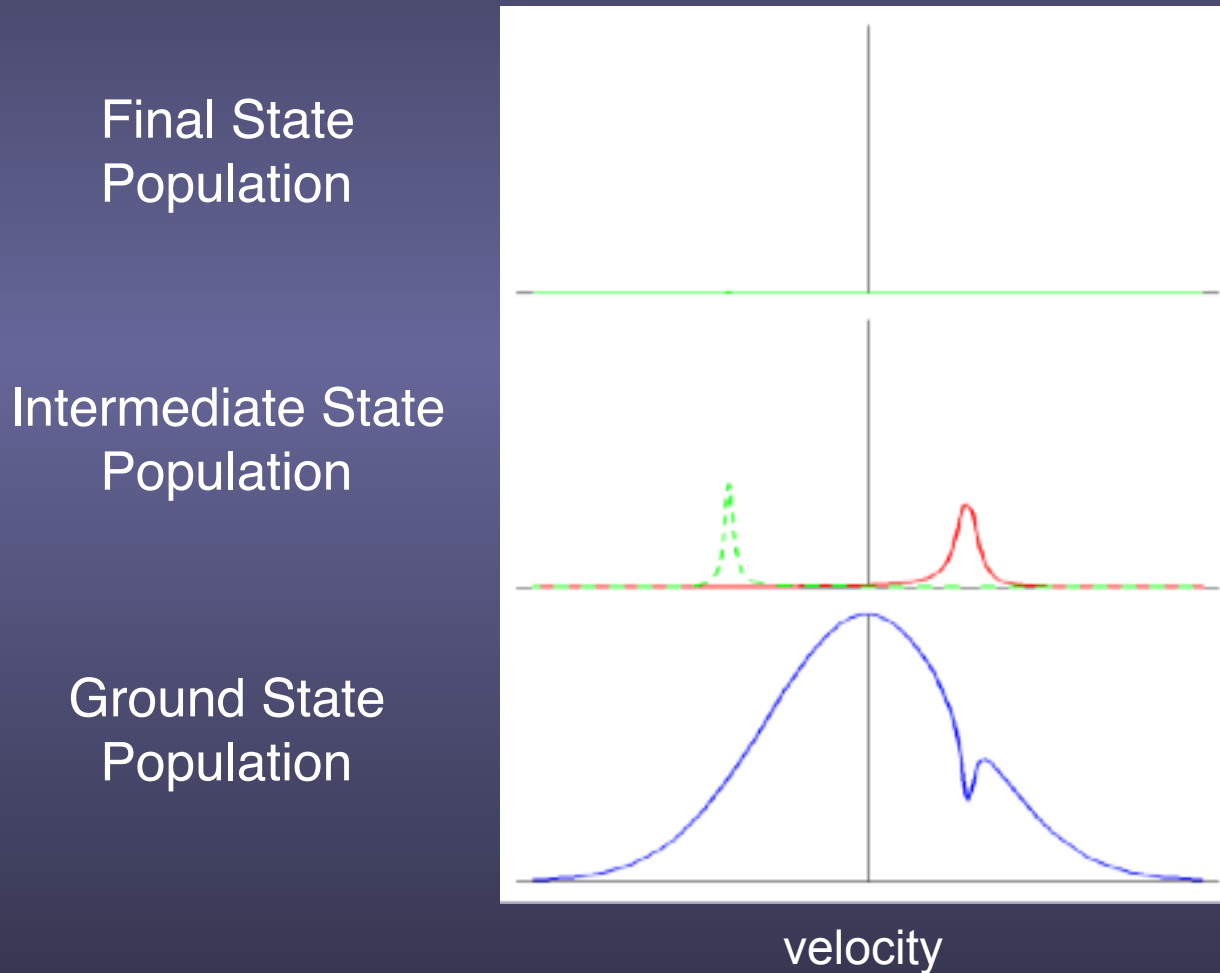 Final State
Population
Intermediate State
Population
Ground State
Population
velocity